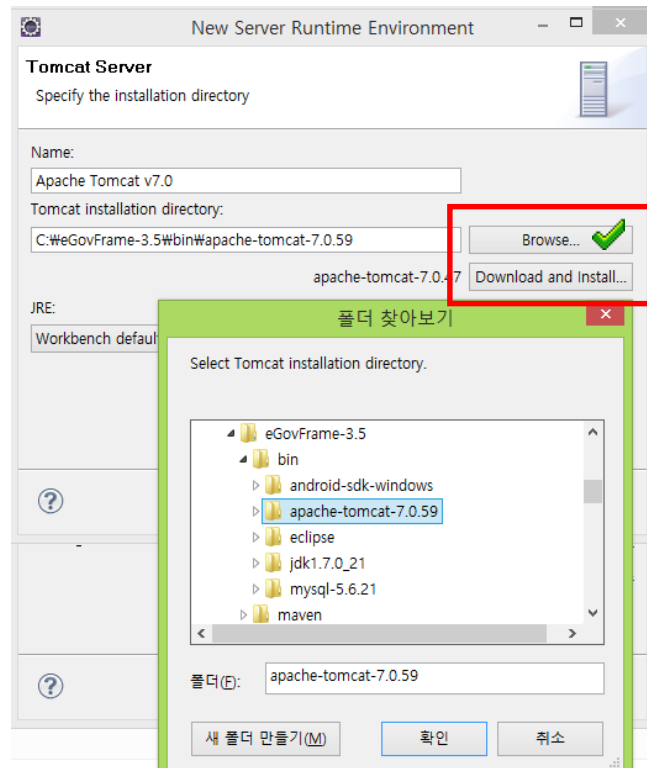 New Server Runtime Environment
Tomcat Server
Specify the installation directory
Name:
Apache Tomcat v7.0
Tomcat installation directory:
C:₩eGovFrame-3.5₩bin₩apache-tomcat-7.0.59
Browse...
apache-tomcat-7.0.47
Download and Install...
JRE:
Workbench defaul
폴더 찾아보기
Select Tomcat installation directory.
eGovFrame-3.5
bin
android-sdk-windows
apache-tomcat-7.0.59
eclipse
jdk1.7.0_21
mysql-5.6.21
maven
폴더(F):
apache-tomcat-7.0.59
새 폴더 만들기(M)
확인
취소